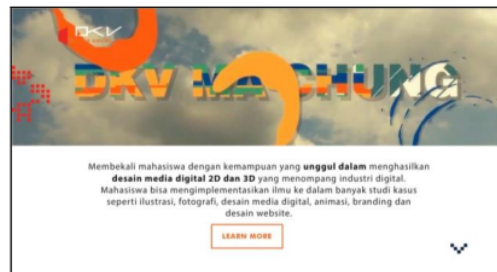 DKV
DKV MA CHUNG
Membekali mahasiswa dengan kemampuan yang unggul dalam menghasilkan
desain media digital 2D dan 3D yang menompang industri digital.
Mahasiswa bisa mengimplementasikan ilmu ke dalam banyak studi kasus
seperti ilustrasi, fotografi, desain media digital, animasi, branding dan
desain website.
LEARN MORE